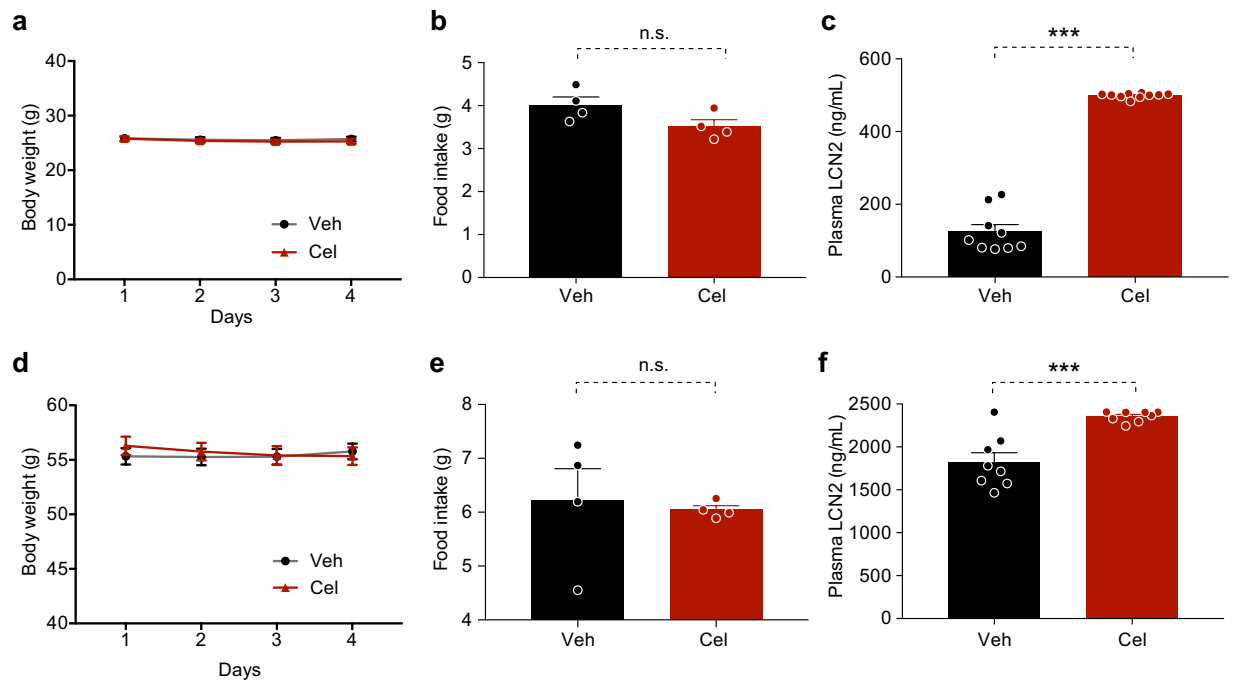 a
Body weight (g)
40
30
20
10
0
Veh
Cel
1 2 3 4
Days
b
n.s.
Food intake (g)
5
4
3
2
1
0
Veh Cel
c
***
Plasma LCN2 (ng/mL)
600
400
200
0
Veh Cel
d
Body weight (g)
60
55
50
45
40
Veh
Cel
1 2 3 4
Days
e
n.s.
Food intake (g)
8
7
6
5
4
Veh Cel
f
***
Plasma LCN2 (ng/mL)
2500
2000
1500
1000
500
0
Veh Cel